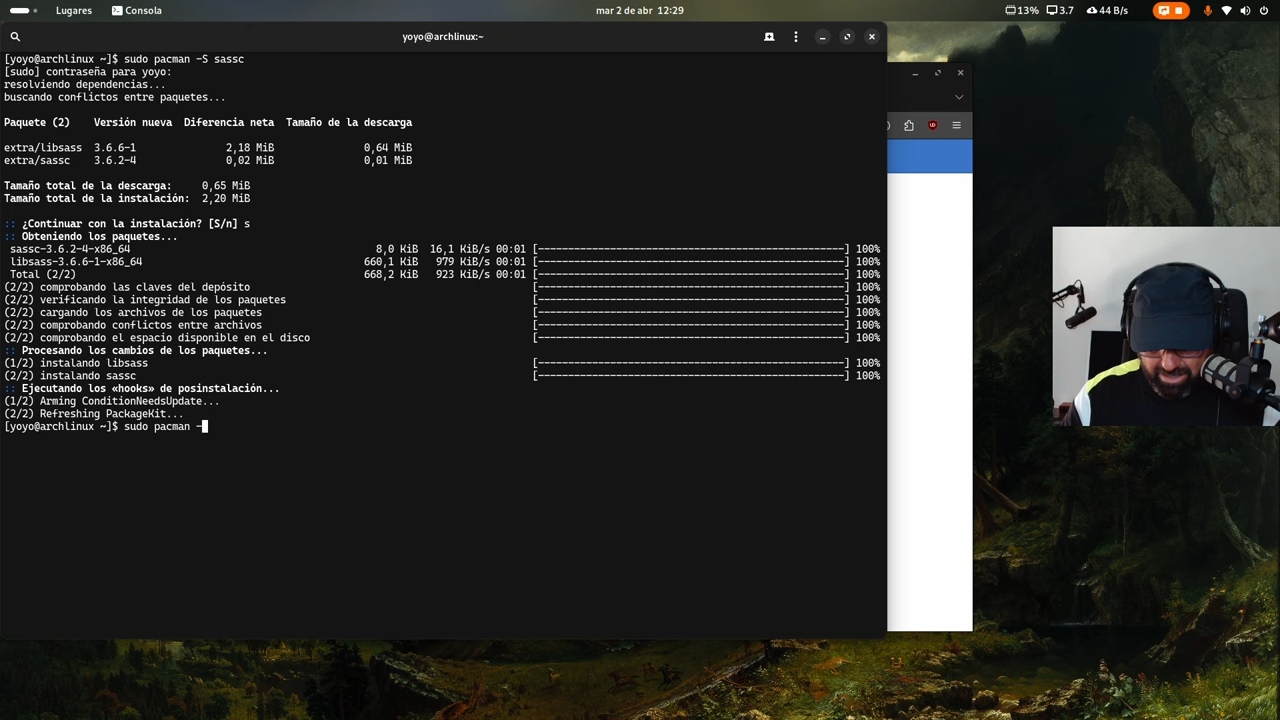 Lugares
Consola
mar 2 de abr 12:29
13%
3.7
44 B/s
yoyo@archlinux:~
[yoyo@archlinux ~]$ sudo pacman -S sassc
[sudo] contraseña para yoyo:
resolviendo dependencias...
buscando conflictos entre paquetes...
Paquete (2) Versión nueva Diferencia neta Tamaño de la descarga
extra/libsass 3.6.6-1 2,18 MiB 0,64 MiB
extra/sassc 3.6.2-4 0,02 MiB 0,01 MiB
Tamaño total de la descarga: 0,65 MiB
Tamaño total de la instalación: 2,20 MiB
:: ¿Continuar con la instalación? [S/n] s
:: Obteniendo los paquetes...
sassc-3.6.2-4-x86_64 8,0 KiB 16,1 KiB/s 00:01 [----------------------------------------------------] 100%
libsass-3.6.6-1-x86_64 660,1 KiB 979 KiB/s 00:01 [----------------------------------------------------] 100%
Total (2/2) 668,2 KiB 923 KiB/s 00:01 [----------------------------------------------------] 100%
(2/2) comprobando las claves del depósito [----------------------------------------------------] 100%
(2/2) verificando la integridad de los paquetes [----------------------------------------------------] 100%
(2/2) cargando los archivos de los paquetes [----------------------------------------------------] 100%
(2/2) comprobando conflictos entre archivos [----------------------------------------------------] 100%
(2/2) comprobando el espacio disponible en el disco [----------------------------------------------------] 100%
:: Procesando los cambios de los paquetes...
(1/2) instalando libsass [----------------------------------------------------] 100%
(2/2) instalando sassc [----------------------------------------------------] 100%
:: Ejecutando los «hooks» de posinstalación...
(1/2) Arming ConditionNeedsUpdate...
(2/2) Refreshing PackageKit...
[yoyo@archlinux ~]$ sudo pacman -